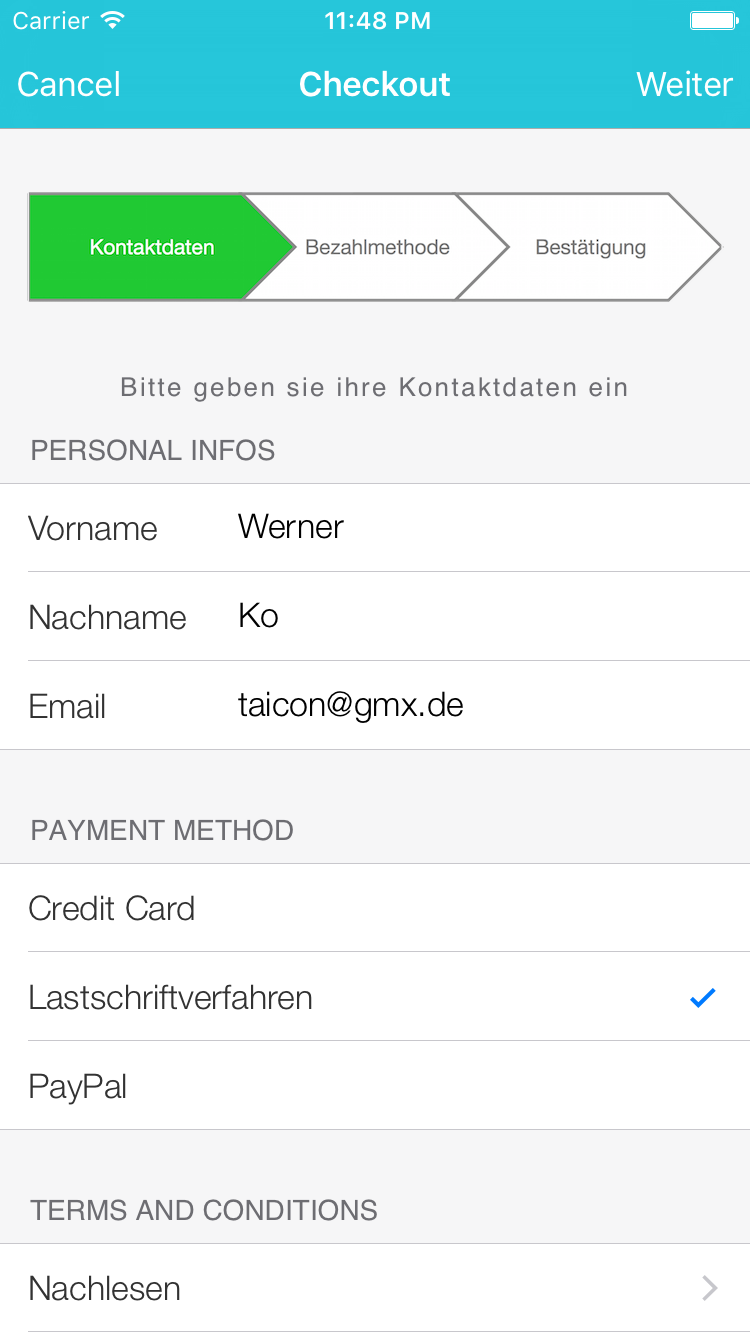 Carrier 11:48 PM
Cancel Checkout Weiter
Kontaktdaten Bezahlmethode Bestätigung
Bitte geben sie ihre Kontaktdaten ein
PERSONAL INFOS
Vorname Werner
Nachname Ko
Email taicon@gmx.de
PAYMENT METHOD
Credit Card
Lastschriftverfahren
PayPal
TERMS AND CONDITIONS
Nachlesen